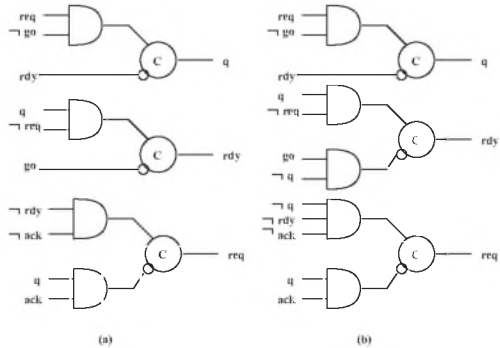 req
¬ go
C
q
rdy
q
¬ req
C
rdy
go
¬ rdy
¬ ack
C
req
q
ack
(a)
req
¬ go
C
q
rdy
q
¬ req
C
rdy
go
¬ q
¬ q
¬ rdy
¬ ack
C
req
q
ack
(b)